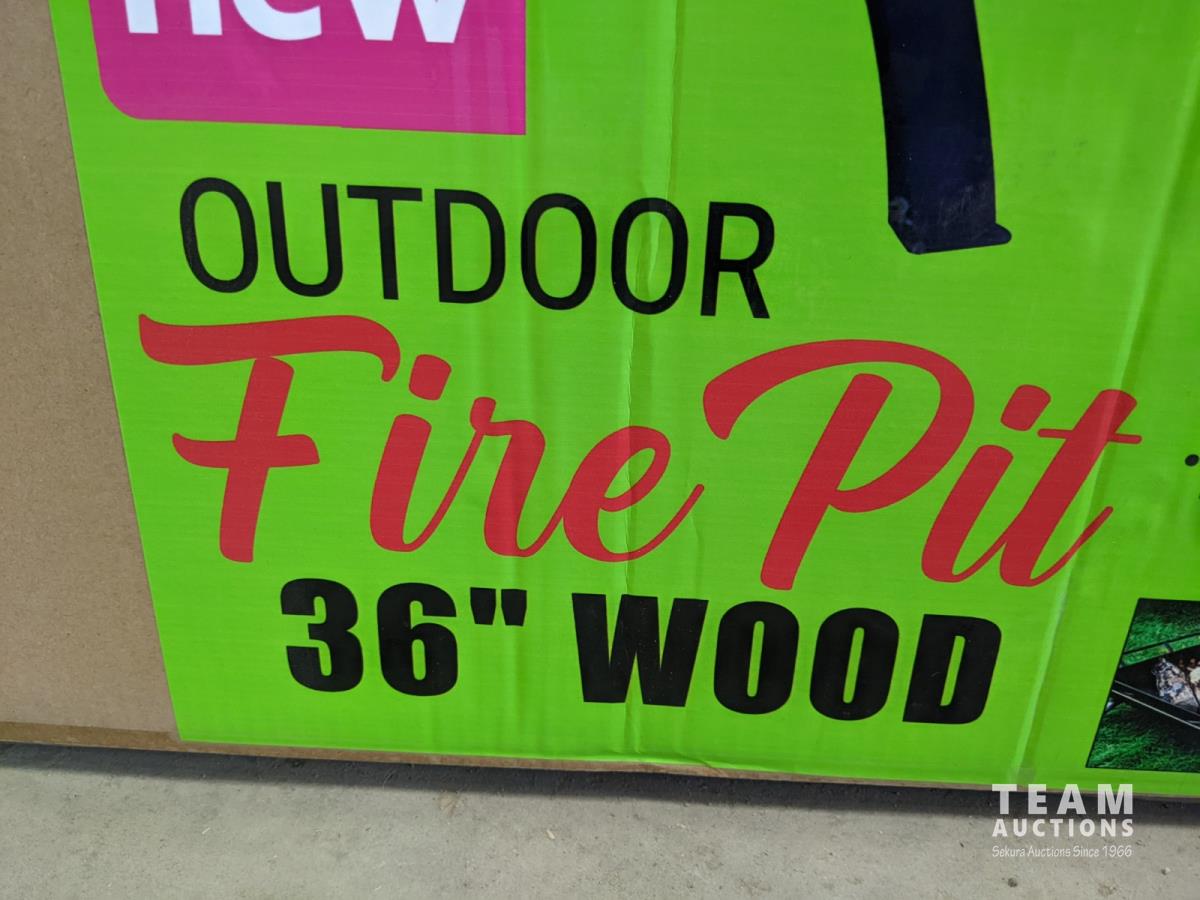 new
OUTDOOR
Fire Pit
36" WOOD
TEAM
AUCTIONS
Sekura Auctions Since 1966